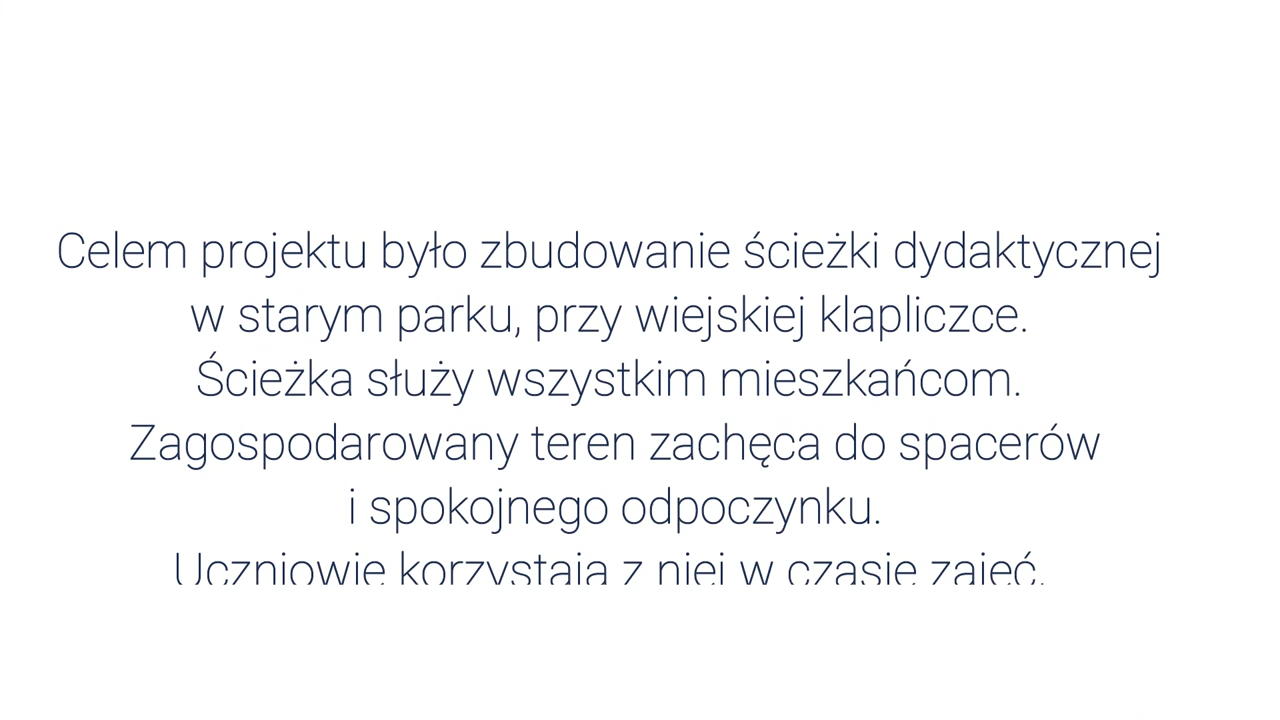 Celem projektu było zbudowanie ścieżki dydaktycznej
w starym parku, przy wiejskiej klapliczce.
Ścieżka służy wszystkim mieszkańcom.
Zagospodarowany teren zachęca do spacerów
i spokojnego odpoczynku.
Uczniowie korzystają z niej w czasie zajęć.